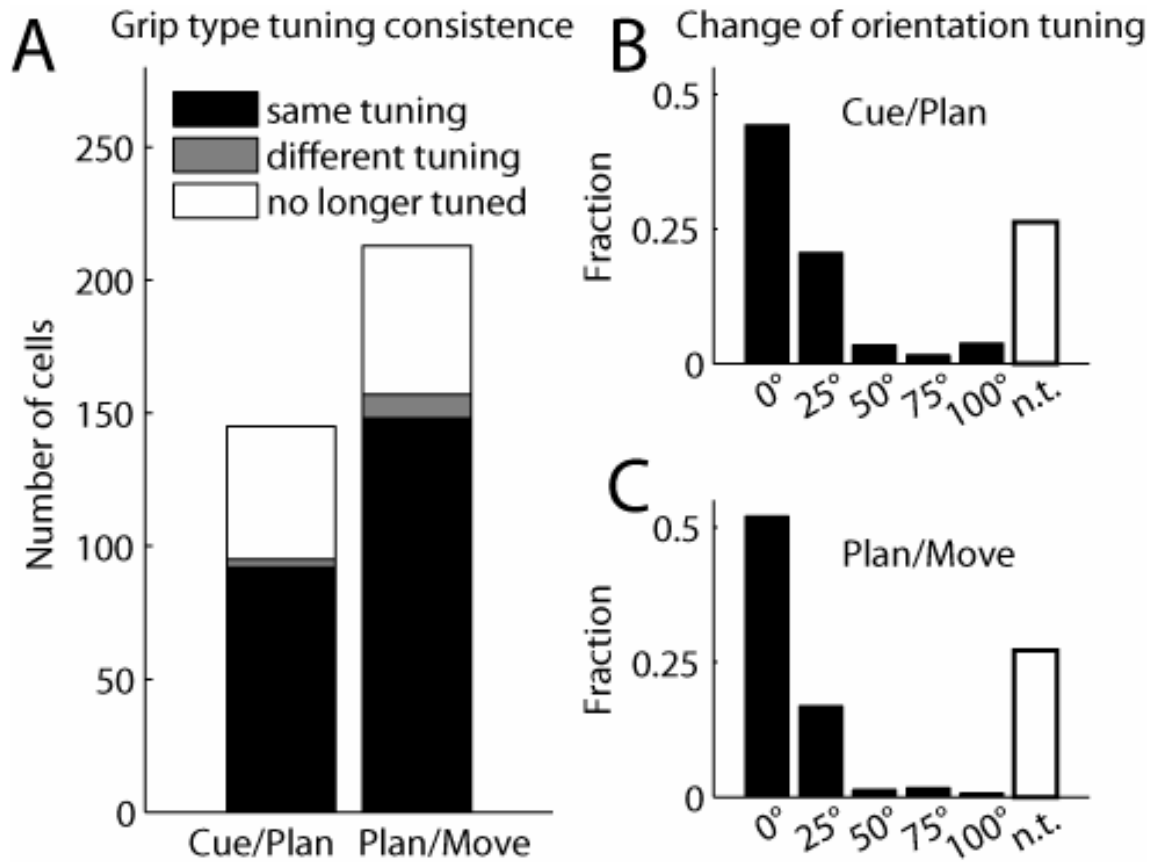 A
Grip type tuning consistence
same tuning
different tuning
no longer tuned
Number of cells
250
200
150
100
50
0
Cue/Plan
Plan/Move
B
Change of orientation tuning
Cue/Plan
Fraction
0.5
0.25
0
0°
25°
50°
75°
100°
n.t.
C
Plan/Move
Fraction
0.5
0.25
0
0°
25°
50°
75°
100°
n.t.